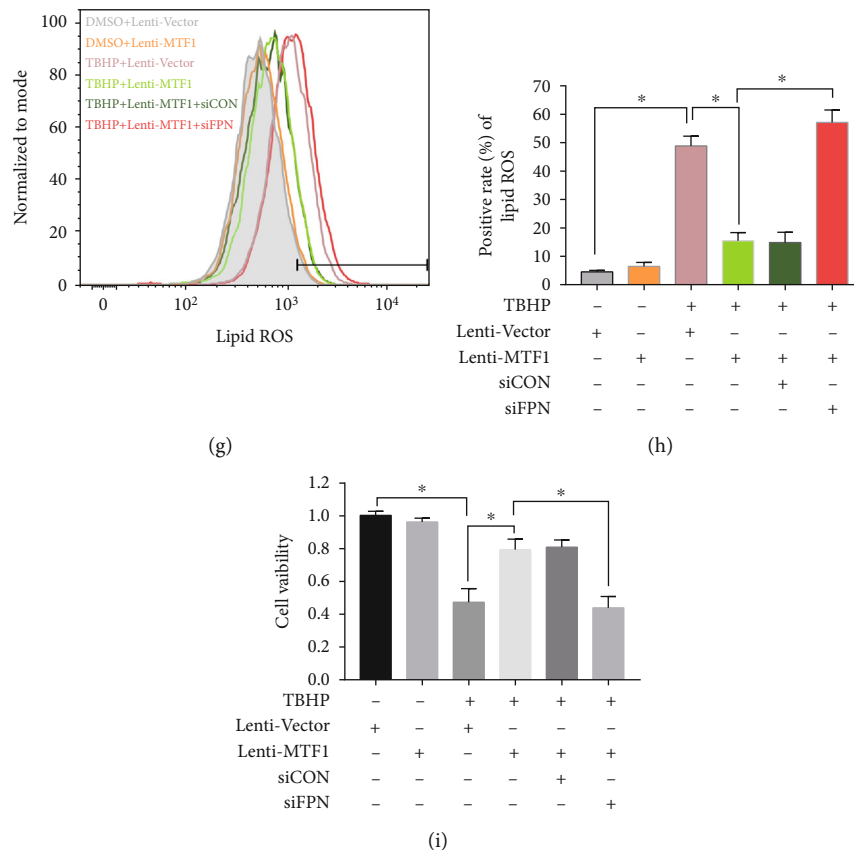 100
80
60
40
20
0
Normalized to mode
DMSO+Lenti-Vector
DMSO+Lenti-MTF1
TBHP+Lenti-Vector
TBHP+Lenti-MTF1
TBHP+Lenti-MTF1+siCON
TBHP+Lenti-MTF1+siFPN
0 10² 10³ 10⁴
Lipid ROS
(g)
70
60
50
40
30
20
10
0
Positive rate (%) of
lipid ROS
* * *
TBHP – – + + + +
Lenti-Vector + – + – – –
Lenti-MTF1 – + – + + +
siCON – – – – + –
siFPN – – – – – +
(h)
1.2
1.0
0.8
0.6
0.4
0.2
0.0
Cell vaibility
* * *
TBHP – – + + + +
Lenti-Vector + – + – – –
Lenti-MTF1 – + – + + +
siCON – – – – + –
siFPN – – – – – +
(i)